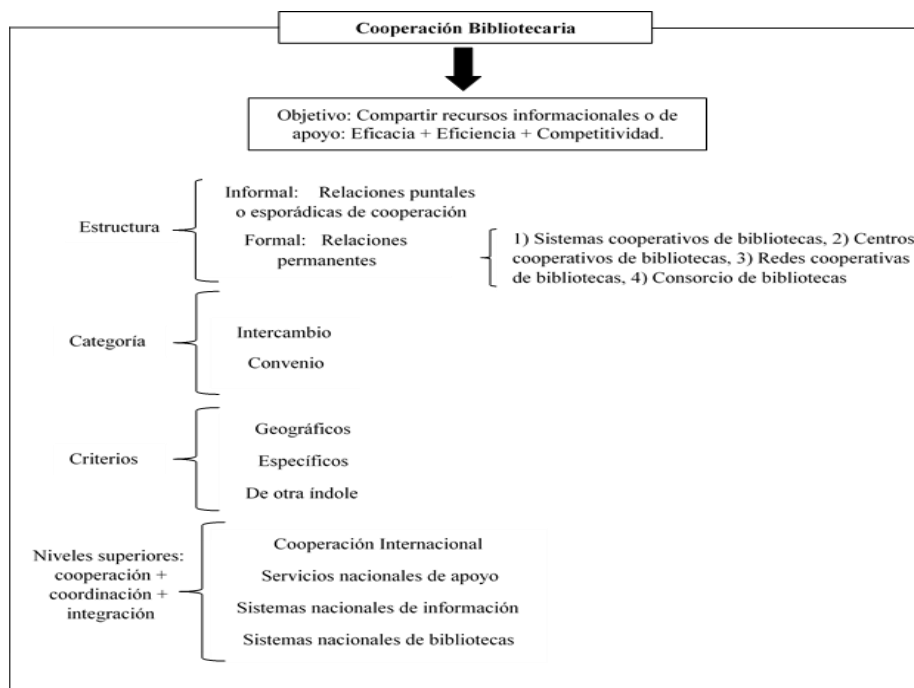 Cooperación Bibliotecaria
Objetivo: Compartir recursos informacionales o de
apoyo: Eficacia + Eficiencia + Competitividad.
Estructura
Informal: Relaciones puntales
o esporádicas de cooperación
Formal: Relaciones
permanentes
1) Sistemas cooperativos de bibliotecas, 2) Centros
cooperativos de bibliotecas, 3) Redes cooperativas
de bibliotecas, 4) Consorcio de bibliotecas
Categoría
Intercambio
Convenio
Criterios
Geográficos
Específicos
De otra índole
Niveles superiores:
cooperación +
coordinación +
integración
Cooperación Internacional
Servicios nacionales de apoyo
Sistemas nacionales de información
Sistemas nacionales de bibliotecas